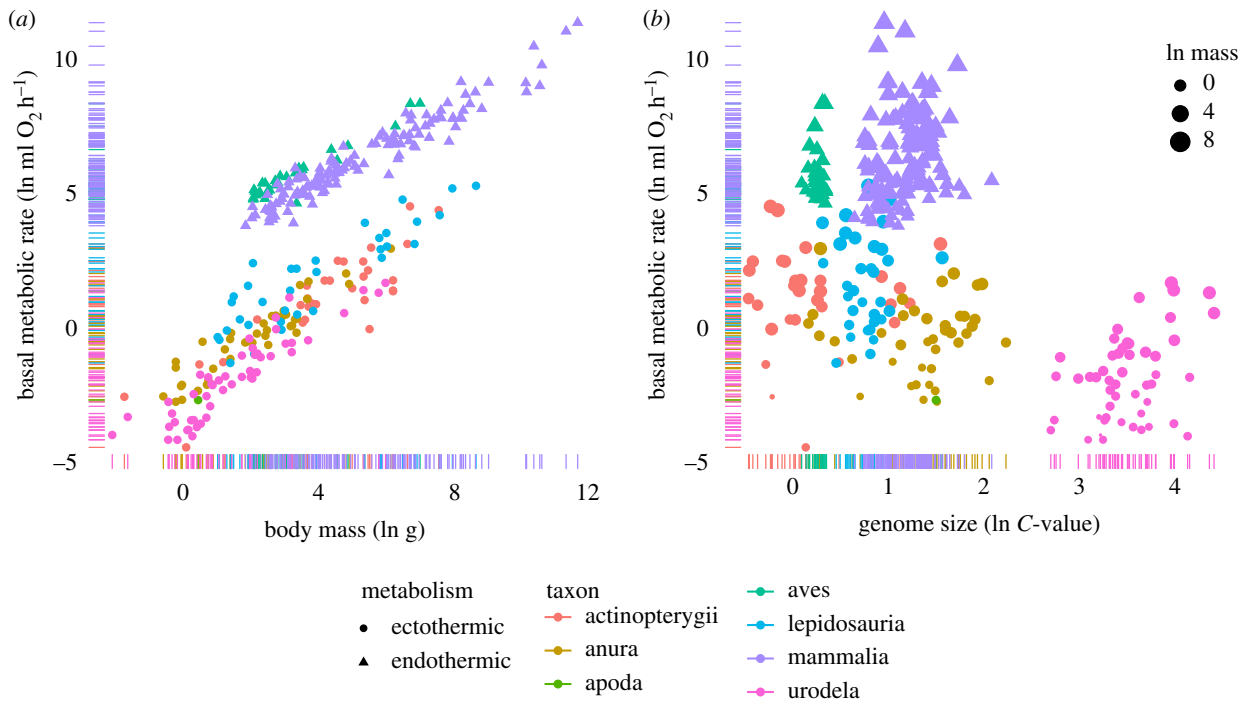 (a)
basal metabolic rate (ln ml O₂ h⁻¹)
10
5
0
–5
0 4 8 12
body mass (ln g)
(b)
basal metabolic rate (ln ml O₂ h⁻¹)
10
5
0
–5
0 1 2 3 4
genome size (ln C-value)
ln mass
0
4
8
metabolism
ectothermic
endothermic
taxon
actinopterygii
anura
apoda
aves
lepidosauria
mammalia
urodela